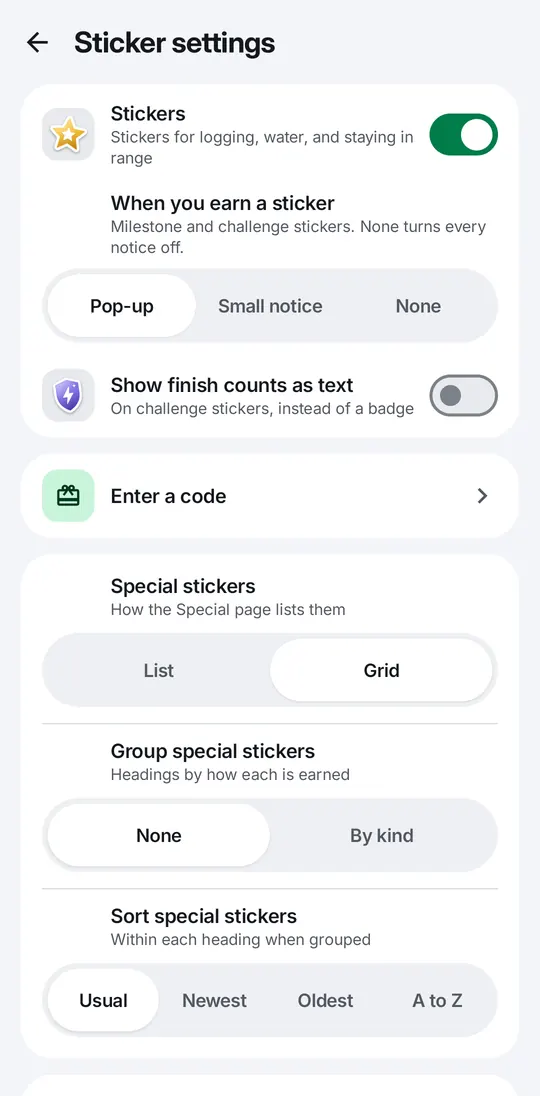 Sticker settings
Stickers
Stickers for logging, water, and staying in
range
When you earn a sticker
Milestone and challenge stickers. None turns every
notice off.
Pop-up
Small notice
None
Show finish counts as text
On challenge stickers, instead of a badge
Enter a code
Special stickers
How the Special page lists them
List
Grid
Group special stickers
Headings by how each is earned
None
By kind
Sort special stickers
Within each heading when grouped
Usual
Newest
Oldest
A to Z